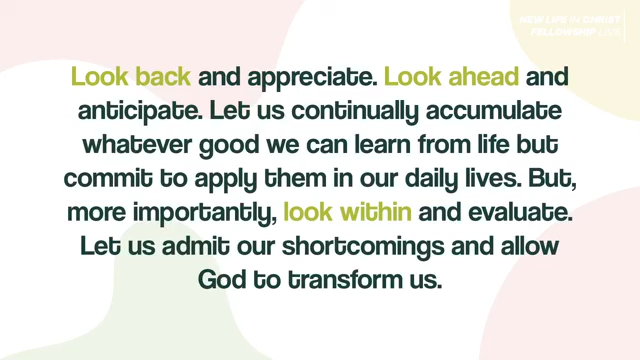 NEW LIFE IN CHRIST
FELLOWSHIP LIVE
Look back and appreciate. Look ahead and
anticipate. Let us continually accumulate
whatever good we can learn from life but
commit to apply them in our daily lives. But,
more importantly, look within and evaluate.
Let us admit our shortcomings and allow
God to transform us.